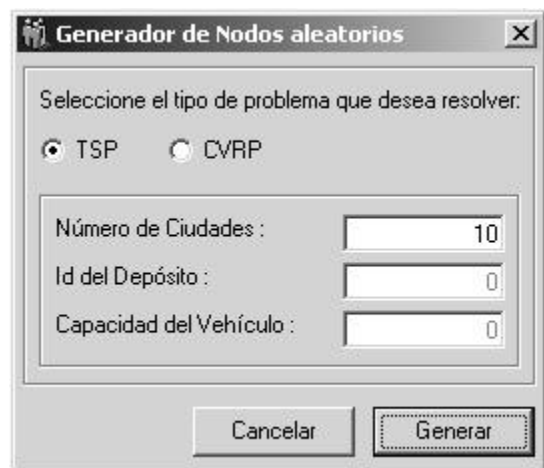 Generador de Nodos aleatorios
Seleccione el tipo de problema que desea resolver:
TSP CVRP
Número de Ciudades : 10
Id del Depósito : 0
Capacidad del Vehículo : 0
Cancelar Generar